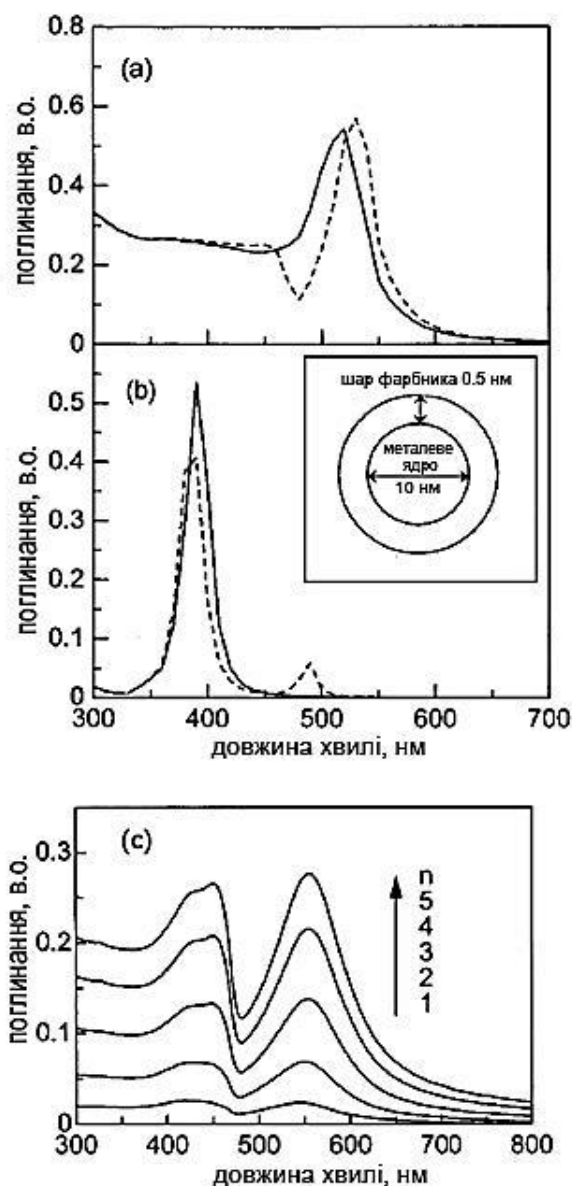 (a)
поглинання, в.о.
0.8
0.6
0.4
0.2
0
(b)
поглинання, в.о.
0.5
0.4
0.3
0.2
0.1
0
шар фарбника 0.5 нм
металеве
ядро
10 нм
300 400 500 600 700
довжина хвилі, нм
(c)
поглинання, в.о.
0.3
0.2
0.1
0
n
5
4
3
2
1
300 400 500 600 700 800
довжина хвилі, нм